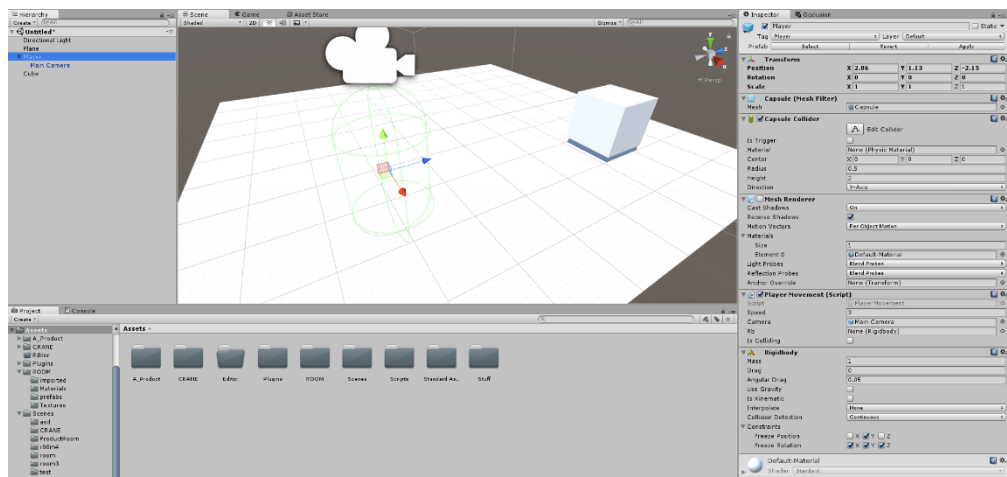 Hierarchy
Create
Untitled*
Directional Light
Plane
Player
Main Camera
Cube
Scene
Game
Asset Store
Shaded
2D
Gizmos
All
y
z
Persp
Project
Console
Create
Assets
A_Product
CRANE
Editor
Plugins
ROOM
imported
Materials
prefabs
Textures
Scenes
asd
CRANE
ProductRoom
r00m4
room
room3
test
Assets
A_Product
CRANE
Editor
Plugins
ROOM
Scenes
Scripts
Standard As...
Stuff
Inspector
Occlusion
Player
Static
Tag Player Layer Default
Prefab Select Revert Apply
Transform
Position X 2.06 Y 1.13 Z -2.15
Rotation X 0 Y 0 Z 0
Scale X 1 Y 1 Z 1
Capsule (Mesh Filter)
Mesh Capsule
Capsule Collider
Edit Collider
Is Trigger
Material None (Physic Material)
Center X 0 Y 0 Z 0
Radius 0.5
Height 2
Direction Y-Axis
Mesh Renderer
Cast Shadows On
Receive Shadows
Motion Vectors Per Object Motion
Materials
Size 1
Element 0 Default-Material
Light Probes Blend Probes
Reflection Probes Blend Probes
Anchor Override None (Transform)
Player Movement (Script)
Script PlayerMovement
Speed 3
Camera Main Camera
Rb None (Rigidbody)
Is Colliding
Rigidbody
Mass 1
Drag 0
Angular Drag 0.05
Use Gravity
Is Kinematic
Interpolate None
Collision Detection Continuous
Constraints
Freeze Position X Y Z
Freeze Rotation X Y Z
Default-Material
Shader Standard